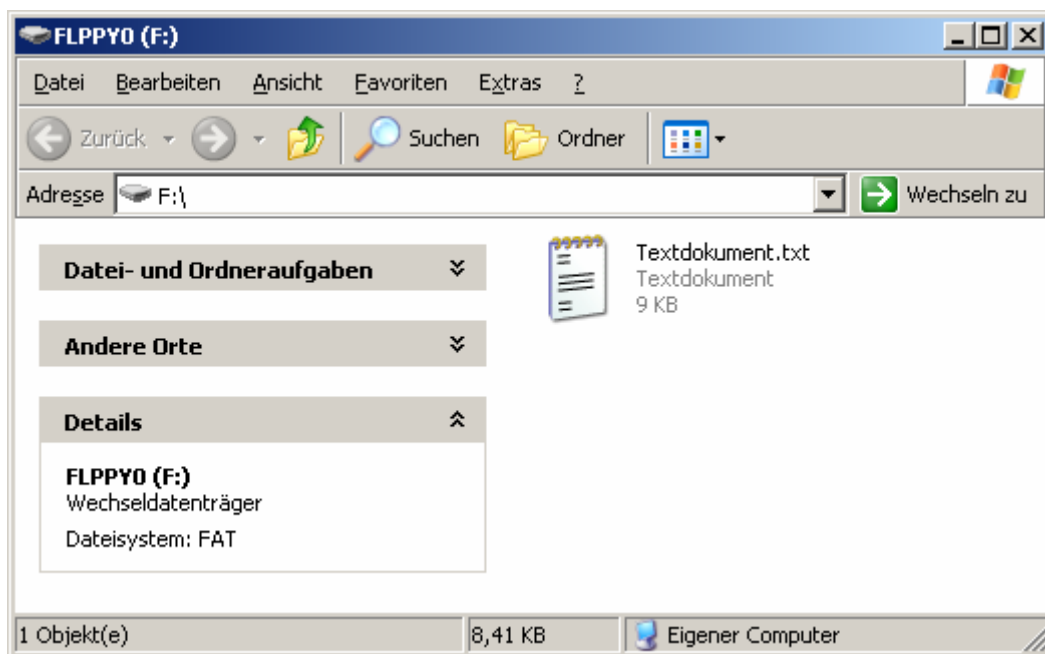 FLPPY0 (F:)
Datei Bearbeiten Ansicht Favoriten Extras ?
Zurück Suchen Ordner
Adresse F:\ Wechseln zu
Datei- und Ordneraufgaben
Textdokument.txt
Textdokument
9 KB
Andere Orte
Details
FLPPY0 (F:)
Wechseldatenträger
Dateisystem: FAT
1 Objekt(e) 8,41 KB Eigener Computer